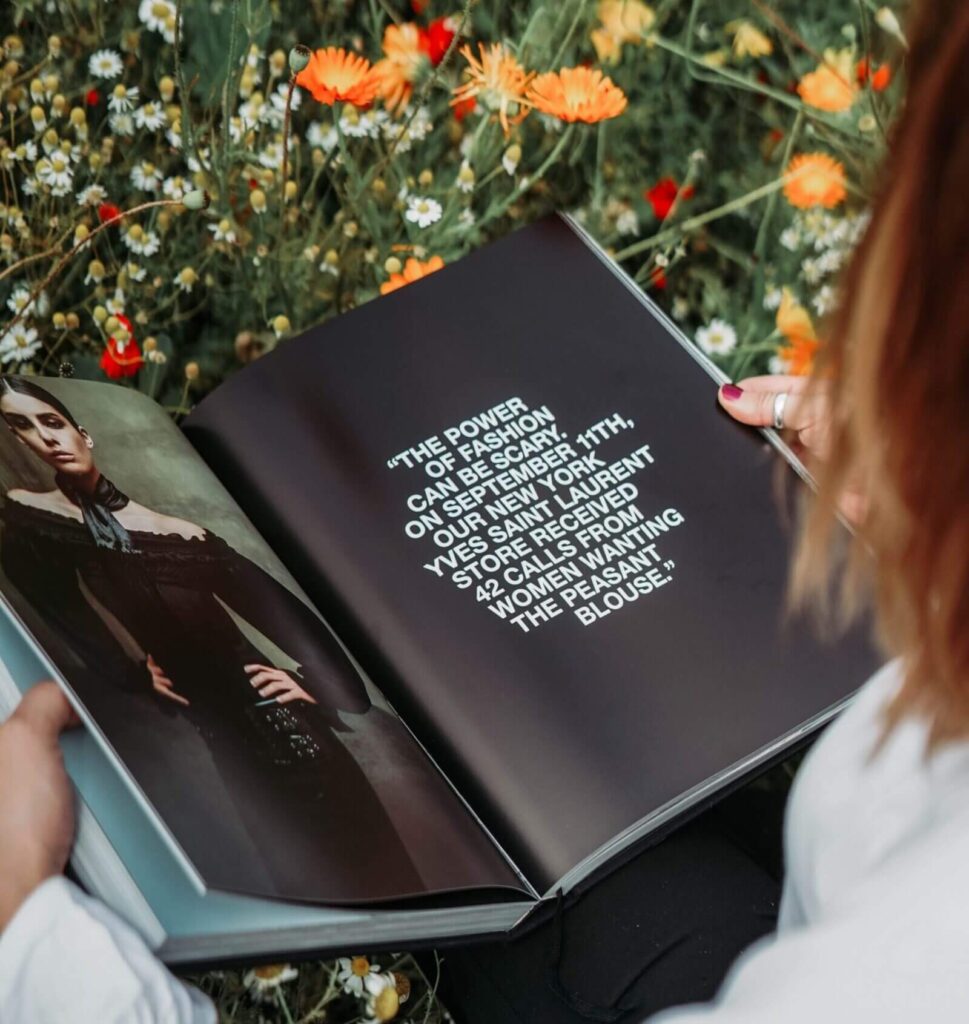 “THE POWER
OF FASHION
CAN BE SCARY.
ON SEPTEMBER 11TH,
OUR NEW YORK
YVES SAINT LAURENT
STORE RECEIVED
42 CALLS FROM
WOMEN WANTING
THE PEASANT
BLOUSE.”